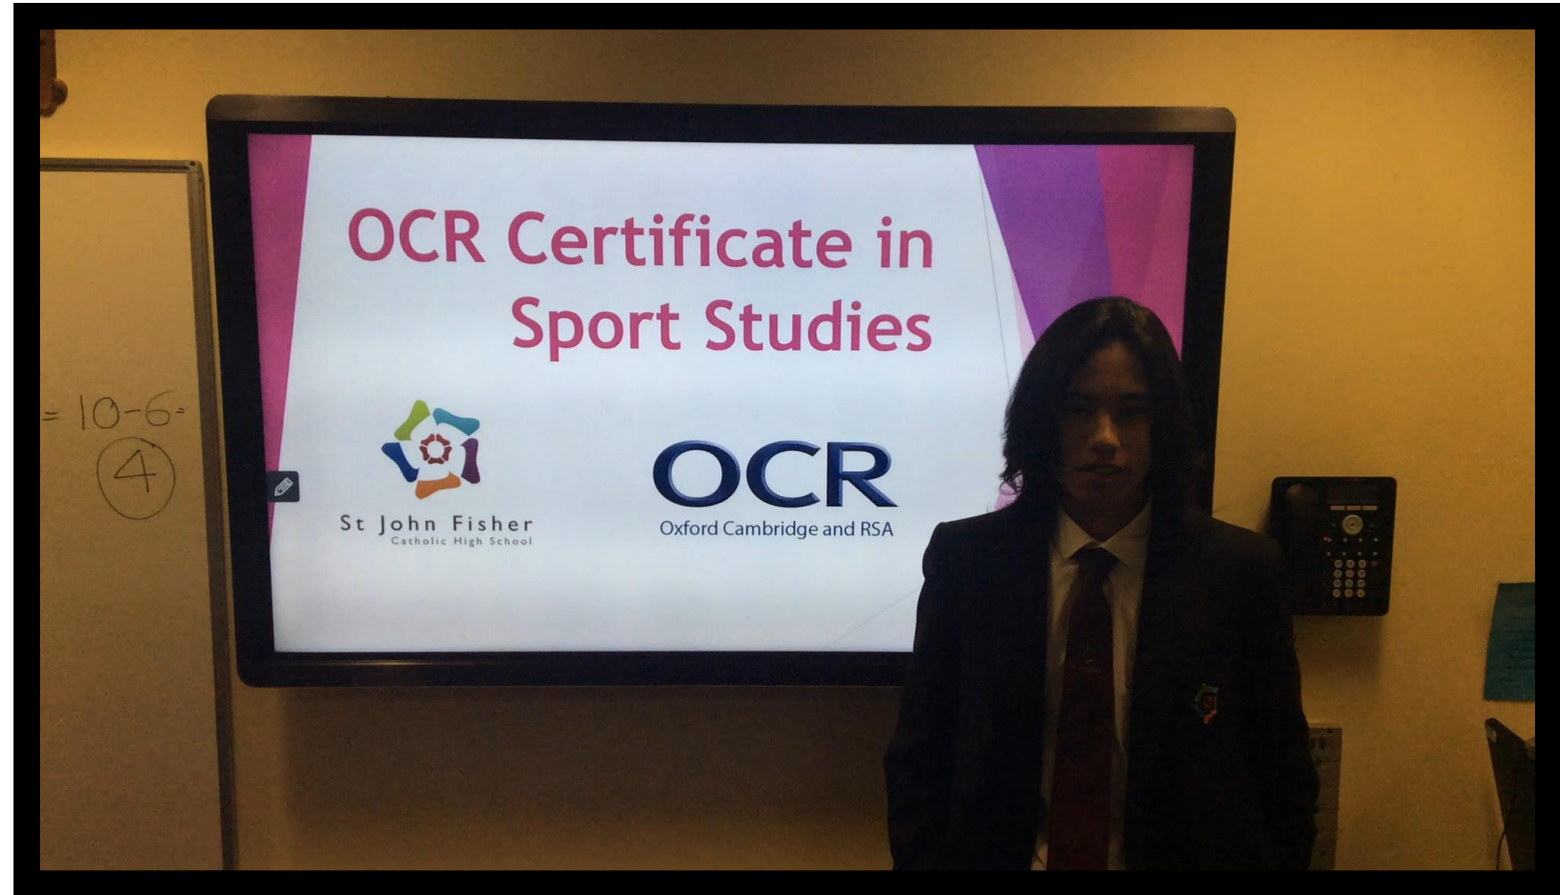 = 10-6=
4
OCR Certificate in
Sport Studies
St John Fisher
Catholic High School
OCR
Oxford Cambridge and RSA